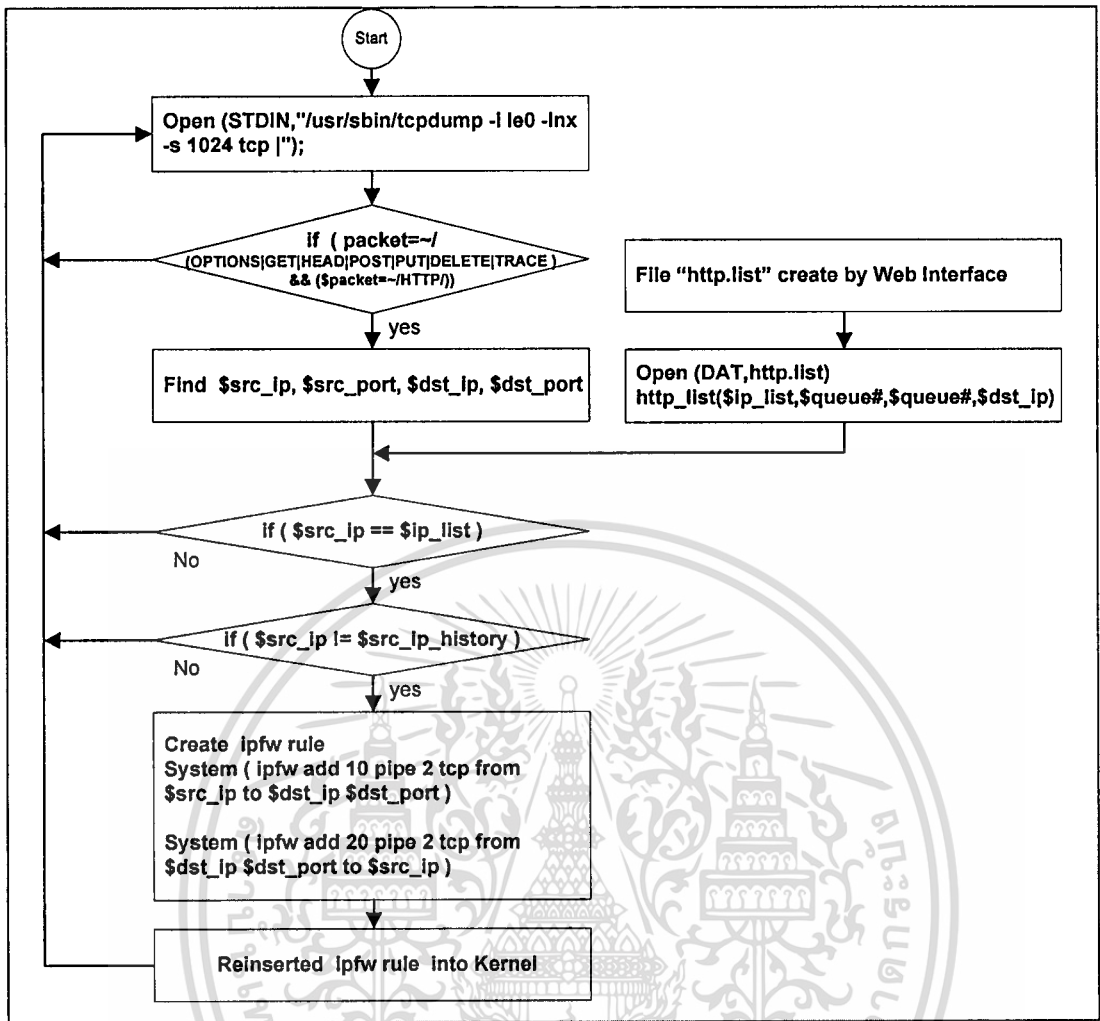 Start
Open (STDIN,"/usr/sbin/tcpdump -i le0 -lnx
-s 1024 tcp |");
if ( packet=~/
(OPTIONS|GET|HEAD|POST|PUT|DELETE|TRACE )
&& ($packet=~/HTTP/))
yes
Find $src_ip, $src_port, $dst_ip, $dst_port
File "http.list" create by Web Interface
Open (DAT,http.list)
http_list($ip_list,$queue#,$queue#,$dst_ip)
if ( $src_ip == $ip_list )
No
yes
if ( $src_ip != $src_ip_history )
No
yes
Create ipfw rule
System ( ipfw add 10 pipe 2 tcp from
$src_ip to $dst_ip $dst_port )
System ( ipfw add 20 pipe 2 tcp from
$dst_ip $dst_port to $src_ip )
Reinserted ipfw rule into Kernel